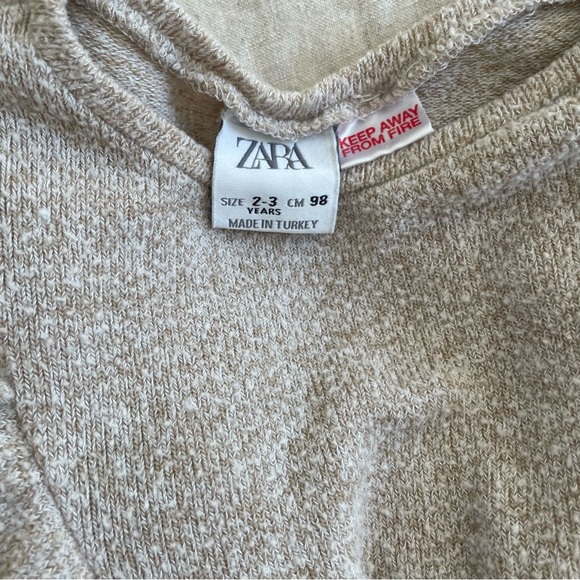 ZARA
SIZE 2-3 CM 98
YEARS
MADE IN TURKEY
KEEP AWAY
FROM FIRE